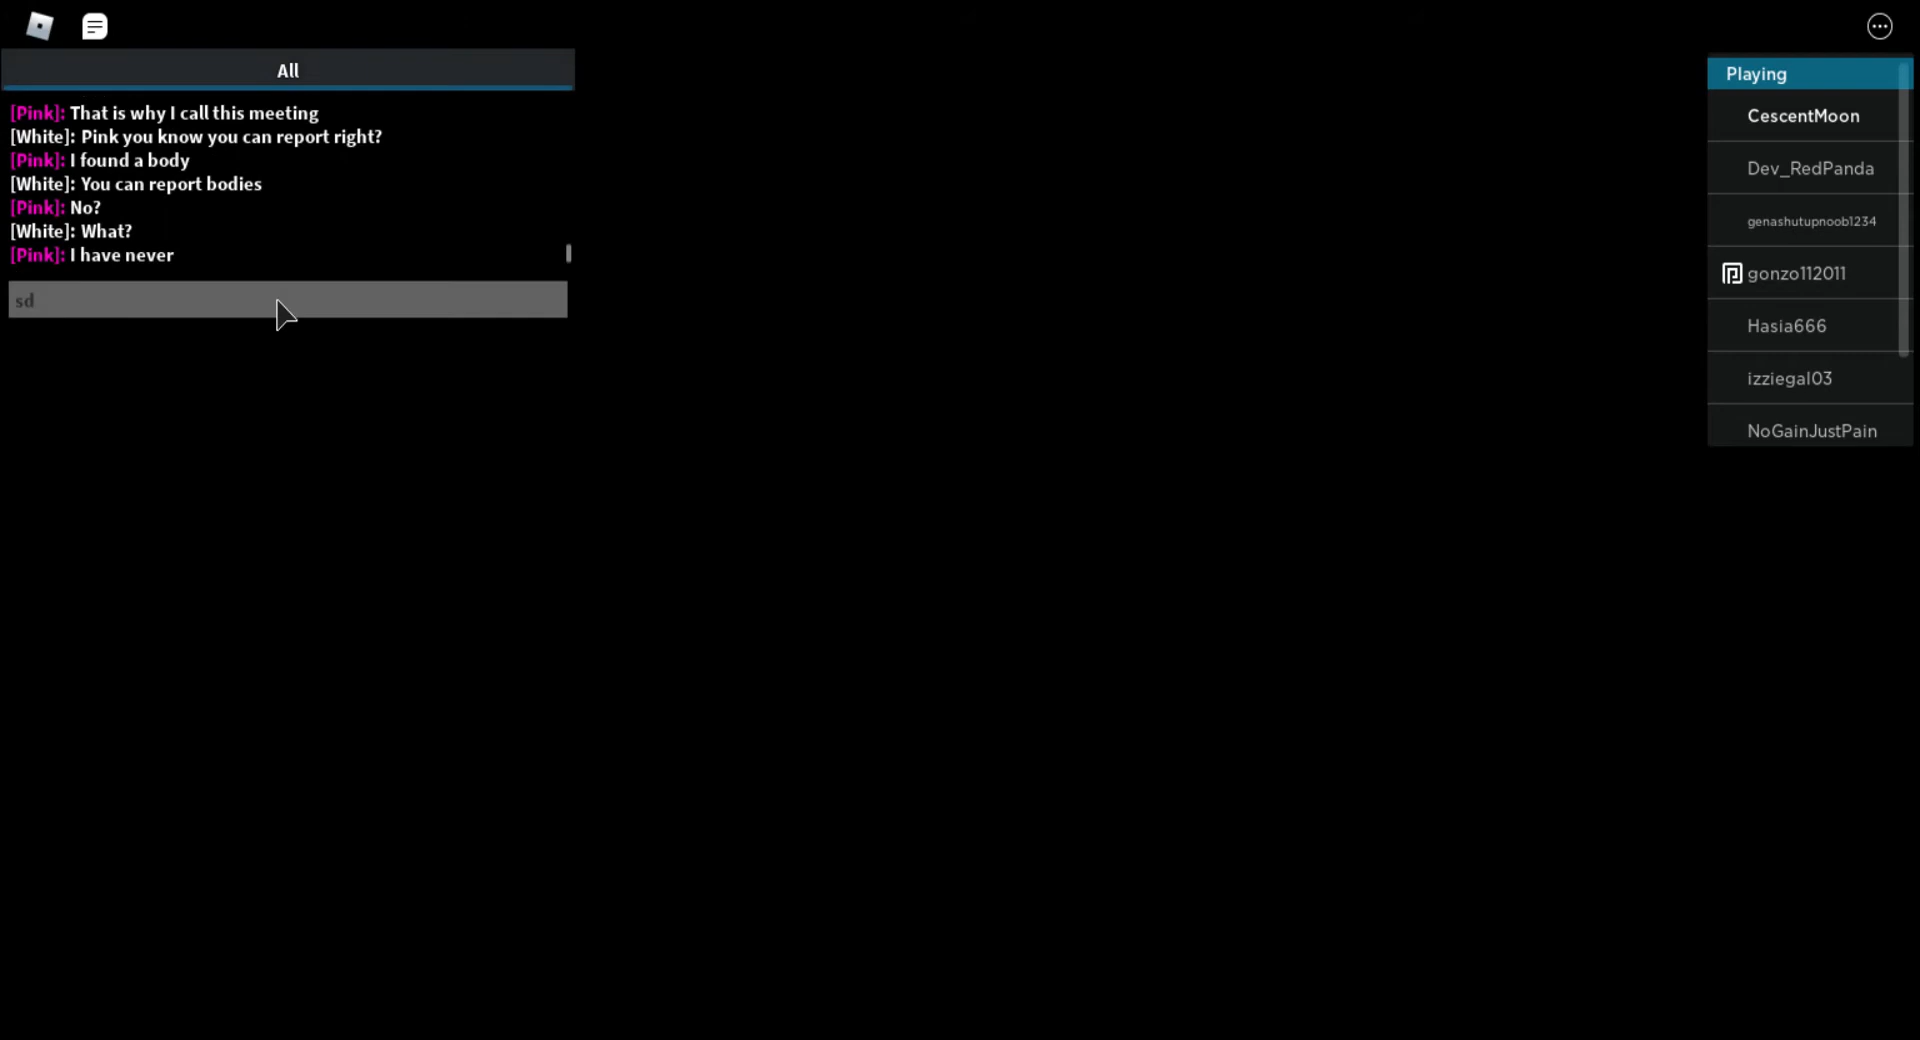 All
[Pink]: That is why I call this meeting
[White]: Pink you know you can report right?
[Pink]: I found a body
[White]: You can report bodies
[Pink]: No?
[White]: What?
[Pink]: I have never
sd
Playing
CescentMoon
Dev_RedPanda
genashutupnoob1234
gonzo112011
Hasia666
izziegal03
NoGainJustPain